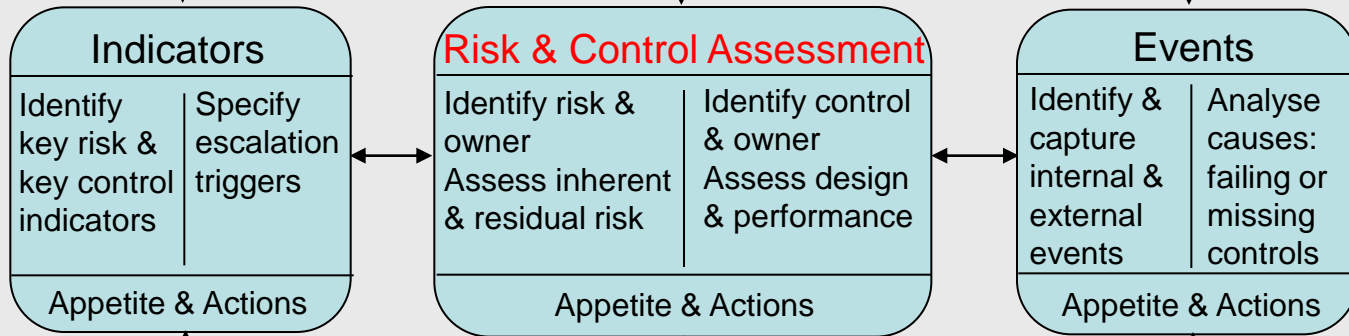 Indicators
Identify
key risk &
key control
indicators
Specify
escalation
triggers
Appetite & Actions
Risk & Control Assessment
Identify risk &
owner
Assess inherent
& residual risk
Identify control
& owner
Assess design
& performance
Appetite & Actions
Events
Identify &
capture
internal &
external
events
Analyse
causes:
failing or
missing
controls
Appetite & Actions